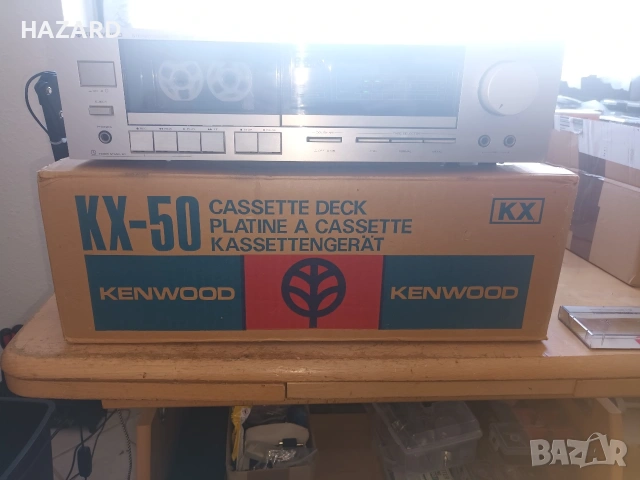 HAZARD
KX-50
CASSETTE DECK
PLATINE A CASSETTE
KASSETTENGERÄT
KX
KENWOOD
KENWOOD
BAZAR